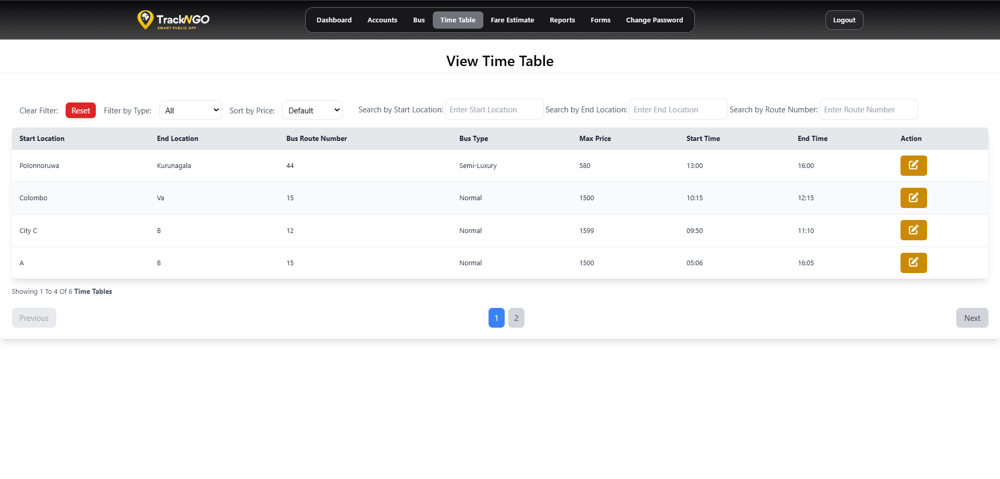 TrackNGO
SMART PUBLIC APP
Dashboard Accounts Bus Time Table Fare Estimate Reports Forms Change Password Logout
View Time Table
Clear Filter: Reset Filter by Type: All Sort by Price: Default Search by Start Location: Enter Start Location Search by End Location: Enter End Location Search by Route Number: Enter Route Number
Start Location End Location Bus Route Number Bus Type Max Price Start Time End Time Action
Polonnoruwa Kurunagala 44 Semi-Luxury 580 13:00 16:00
Colombo Va 15 Normal 1500 10:15 12:15
City C B 12 Normal 1599 09:50 11:10
A B 15 Normal 1500 05:06 16:05
Showing 1 To 4 Of 6 Time Tables
Previous 1 2 Next